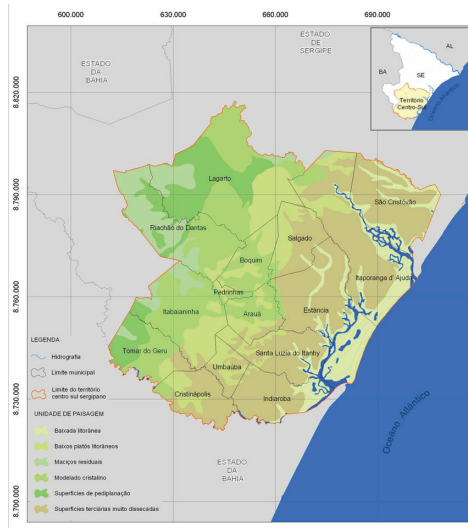 600.000
630.000
660.000
690.000
ESTADO
DA
BAHIA
ESTADO
DE
SERGIPE
AL
BA
SE
Território
Centro-Sul
Oceano Atlântico
8.820.000
8.790.000
8.760.000
8.730.000
8.700.000
Lagarto
São Cristóvão
Riachão do Dantas
Salgado
Boquim
Itaporanga d' Ajuda
Pedrinhas
Itabaianinha
Arauá
Estância
Tomar do Geru
Santa Luzia do Itanhy
Umbaúba
Cristinápolis
Indiaroba
Oceano Atlântico
ESTADO
DA
BAHIA
LEGENDA
Hidrografia
Limite municipal
Limite do território
centro sul sergipano
UNIDADE DE PAISAGEM
Baixada litorânea
Baixos platôs litorâneos
Maciços residuais
Modelado cristalino
Superfícies de pediplanação
Superfícies terciárias muito dissecadas